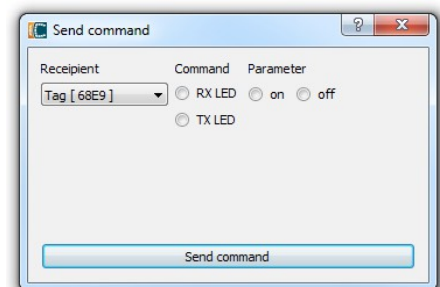 Send command
Receipient Command Parameter
Tag [ 68E9 ] RX LED on off
TX LED
Send command